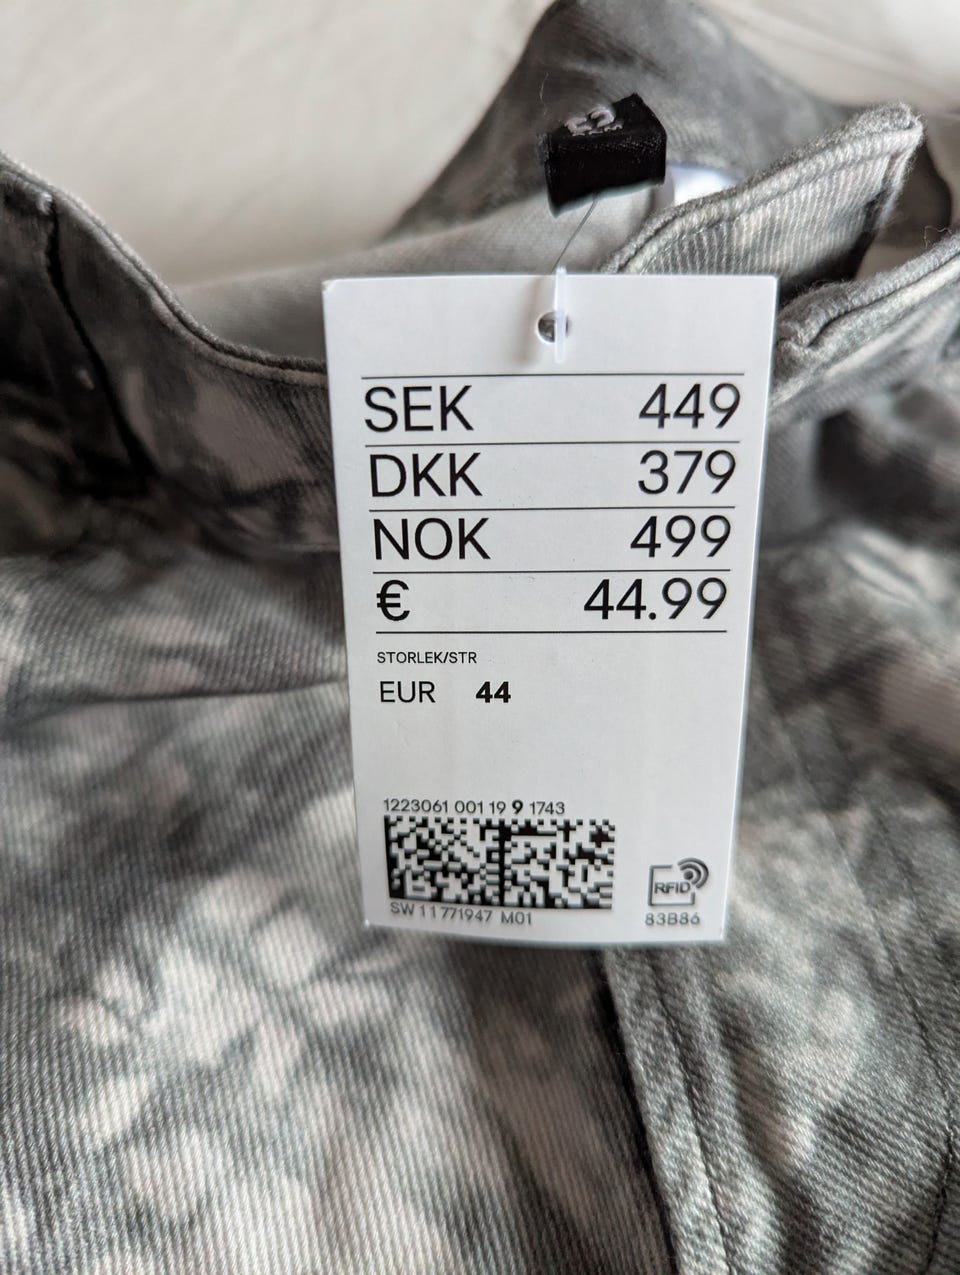 SEK 449
DKK 379
NOK 499
€ 44.99
STORLEK/STR
EUR 44
1223061 001 19 9 1743
SW 11771947 M01
RFID
83B86